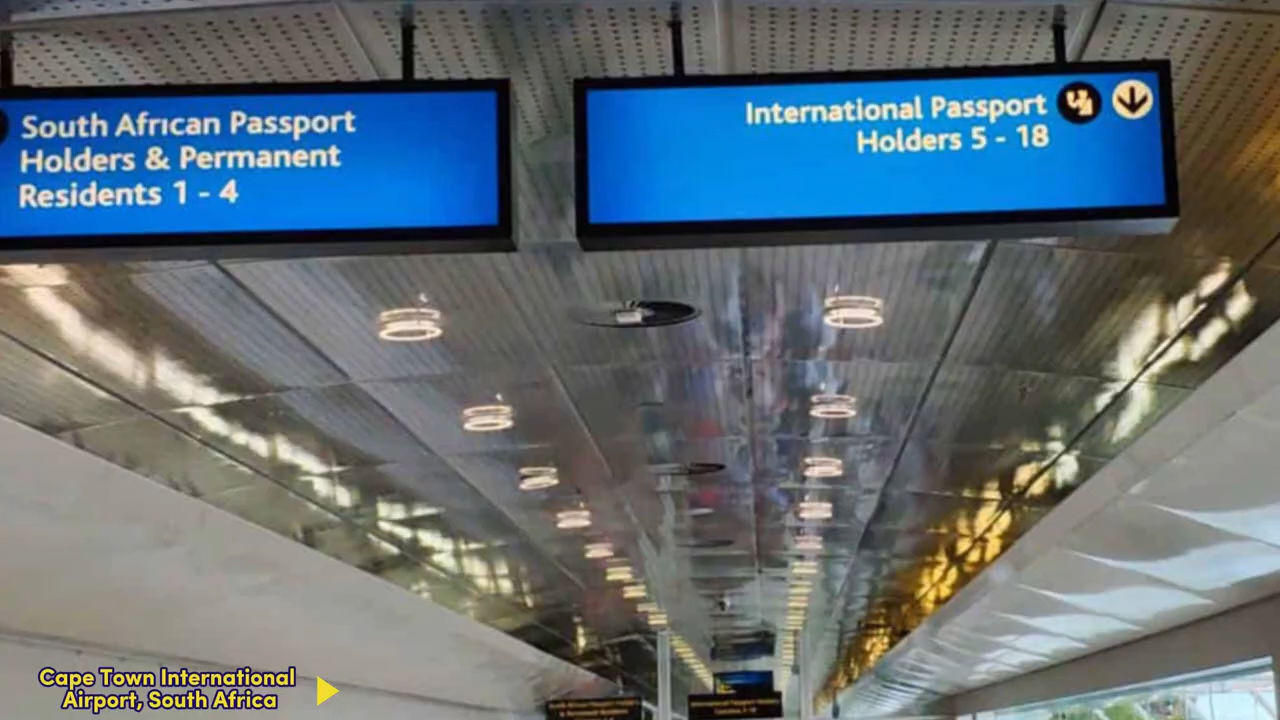 South African Passport
Holders & Permanent
Residents 1 - 4
International Passport
Holders 5 - 18
Cape Town International
Airport, South Africa